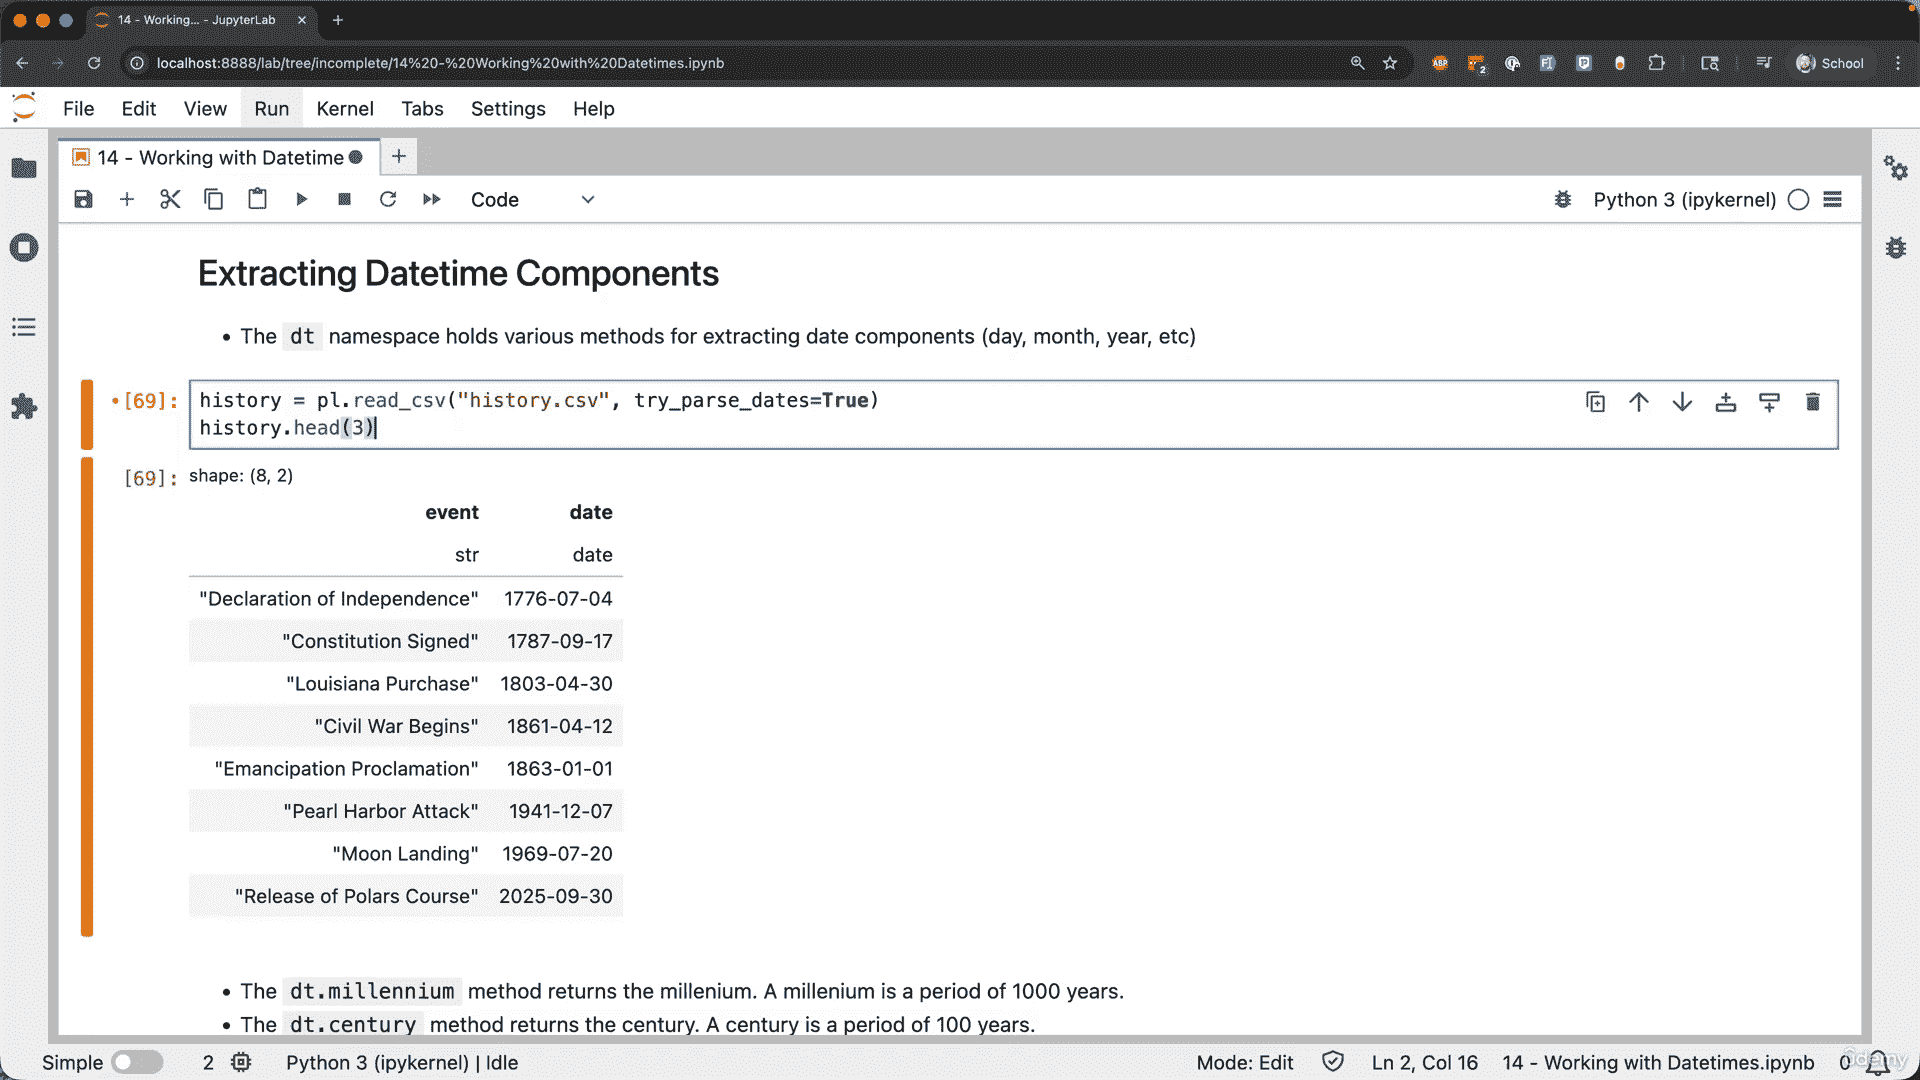 14 - Working... - JupyterLab
localhost:8888/lab/tree/incomplete/14%20-%20Working%20with%20Datetimes.ipynb
ABP
2
School
File Edit View Run Kernel Tabs Settings Help
14 - Working with Datetime
Code
Python 3 (ipykernel)
Extracting Datetime Components
• The dt namespace holds various methods for extracting date components (day, month, year, etc)
[69]: history = pl.read_csv("history.csv", try_parse_dates=True)
history.head(3)
[69]: shape: (8, 2)
event date
str date
"Declaration of Independence" 1776-07-04
"Constitution Signed" 1787-09-17
"Louisiana Purchase" 1803-04-30
"Civil War Begins" 1861-04-12
"Emancipation Proclamation" 1863-01-01
"Pearl Harbor Attack" 1941-12-07
"Moon Landing" 1969-07-20
"Release of Polars Course" 2025-09-30
• The dt.millennium method returns the millenium. A millenium is a period of 1000 years.
• The dt.century method returns the century. A century is a period of 100 years.
Simple 2 Python 3 (ipykernel) | Idle Mode: Edit Ln 2, Col 16 14 - Working with Datetimes.ipynb 0
udemy